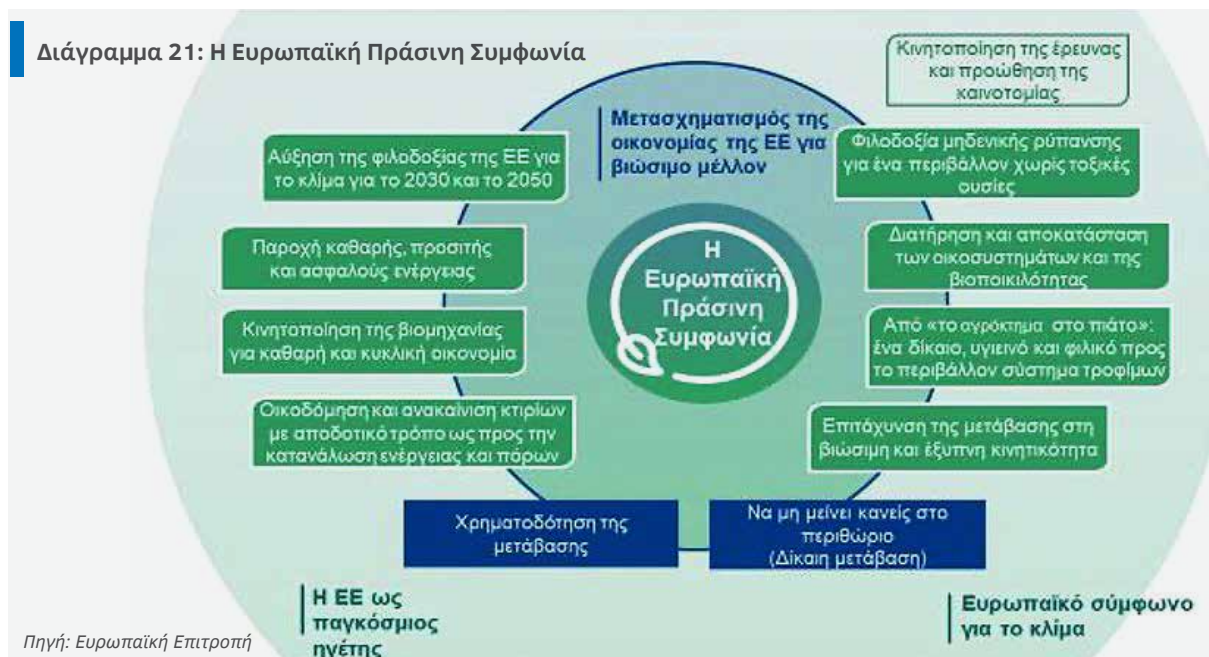 Διάγραμμα 21: Η Ευρωπαϊκή Πράσινη Συμφωνία
Κινητοποίηση της έρευνας
και προώθηση της
καινοτομίας
Μετασχηματισμός της
οικονομίας της ΕΕ για
βιώσιμο μέλλον
Αύξηση της φιλοδοξίας της ΕΕ για
το κλίμα για το 2030 και το 2050
Φιλοδοξία μηδενικής ρύπανσης
για ένα περιβάλλον χωρίς τοξικές
ουσίες
Παροχή καθαρής, προσιτής
και ασφαλούς ενέργειας
Η
Ευρωπαϊκή
Πράσινη
Συμφωνία
Διατήρηση και αποκατάσταση
των οικοσυστημάτων και της
βιοποικιλότητας
Κινητοποίηση της βιομηχανίας
για καθαρή και κυκλική οικονομία
Από «το αγρόκτημα στο πιάτο»:
ένα δίκαιο, υγιεινό και φιλικό προς
το περιβάλλον σύστημα τροφίμων
Οικοδόμηση και ανακαίνιση κτιρίων
με αποδοτικό τρόπο ως προς την
κατανάλωση ενέργειας και πόρων
Επιτάχυνση της μετάβασης στη
βιώσιμη και έξυπνη κινητικότητα
Χρηματοδότηση της
μετάβασης
Να μη μείνει κανείς στο
περιθώριο
(Δίκαιη μετάβαση)
Η ΕΕ ως
παγκόσμιος
ηγέτης
Ευρωπαϊκό σύμφωνο
για το κλίμα
Πηγή: Ευρωπαϊκή Επιτροπή